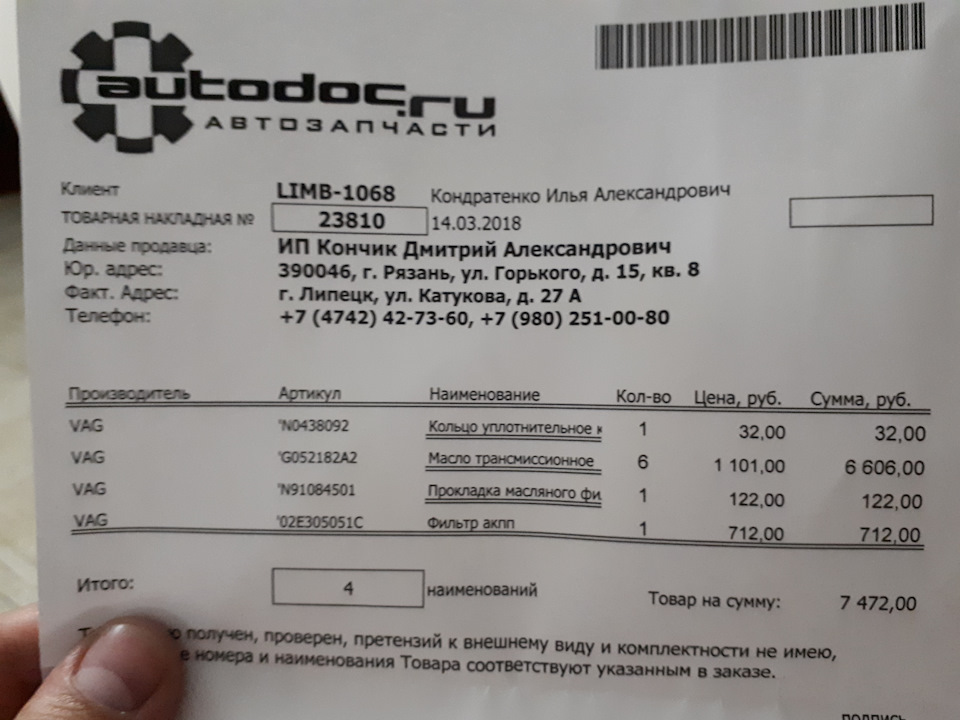 autodoc.ru
АВТОЗАПЧАСТИ
Клиент LIMB-1068 Кондратенко Илья Александрович
ТОВАРНАЯ НАКЛАДНАЯ № 23810 14.03.2018
Данные продавца: ИП Кончик Дмитрий Александрович
Юр. адрес: 390046, г. Рязань, ул. Горького, д. 15, кв. 8
Факт. Адрес: г. Липецк, ул. Катукова, д. 27 А
Телефон: +7 (4742) 42-73-60, +7 (980) 251-00-80
Производитель Артикул Наименование Кол-во Цена, руб. Сумма, руб.
VAG 'N0438092 Кольцо уплотнительное к 1 32,00 32,00
VAG 'G052182A2 Масло трансмиссионное 6 1 101,00 6 606,00
VAG 'N91084501 Прокладка масляного фи 1 122,00 122,00
VAG '02E305051C Фильтр акпп 1 712,00 712,00
Итого: 4 наименований Товар на сумму: 7 472,00
получен, проверен, претензий к внешнему виду и комплектности не имею,
номера и наименования Товара соответствуют указанным в заказе.
подпись